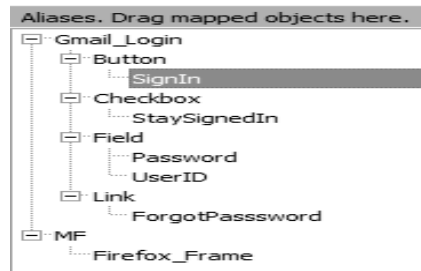 Aliases. Drag mapped objects here.
Gmail_Login
Button
SignIn
Checkbox
StaySignedIn
Field
Password
UserID
Link
ForgotPasssword
MF
Firefox_Frame